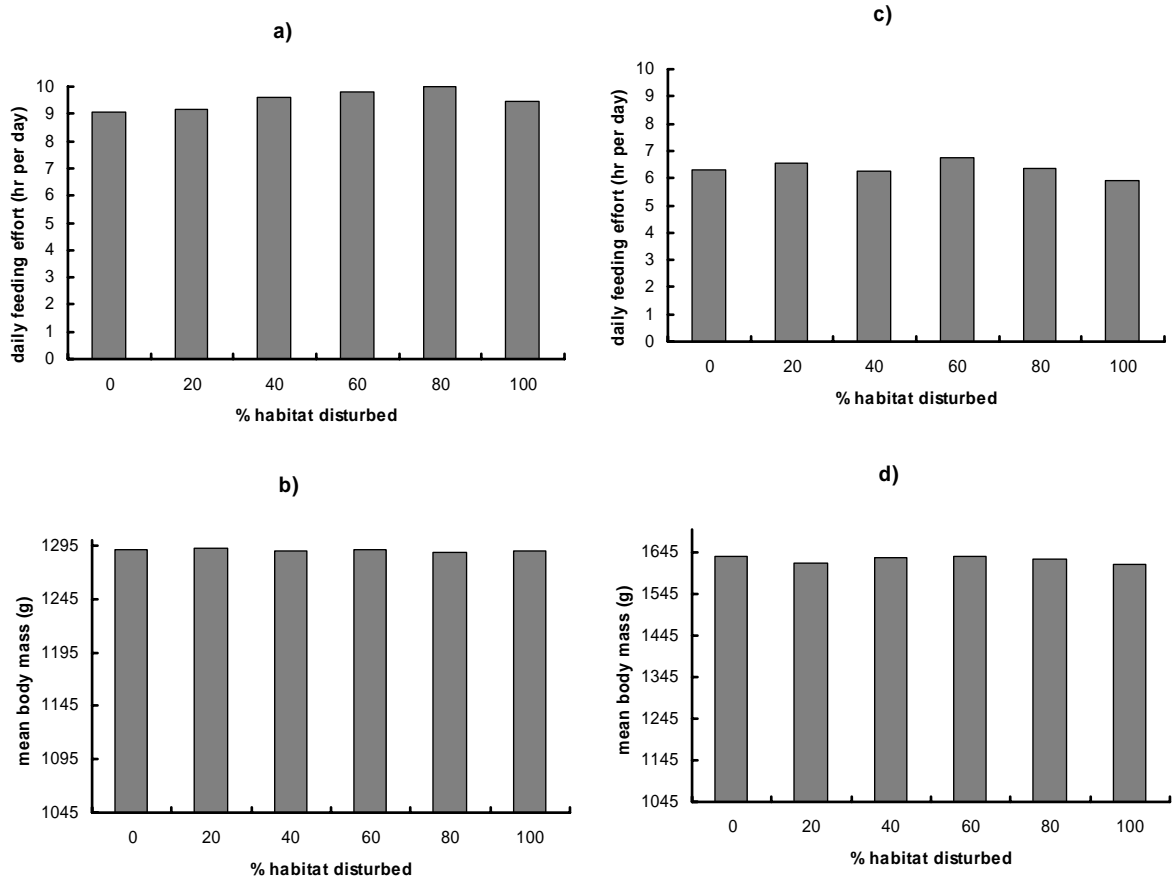 a)
daily feeding effort (hr per day)
10
9
8
7
6
5
4
3
2
1
0
0 20 40 60 80 100
% habitat disturbed
b)
mean body mass (g)
1295
1245
1195
1145
1095
1045
0 20 40 60 80 100
% habitat disturbed
c)
daily feeding effort (hr per day)
10
9
8
7
6
5
4
3
2
1
0
0 20 40 60 80 100
% habitat disturbed
d)
mean body mass (g)
1645
1545
1445
1345
1245
1145
1045
0 20 40 60 80 100
% habitat disturbed